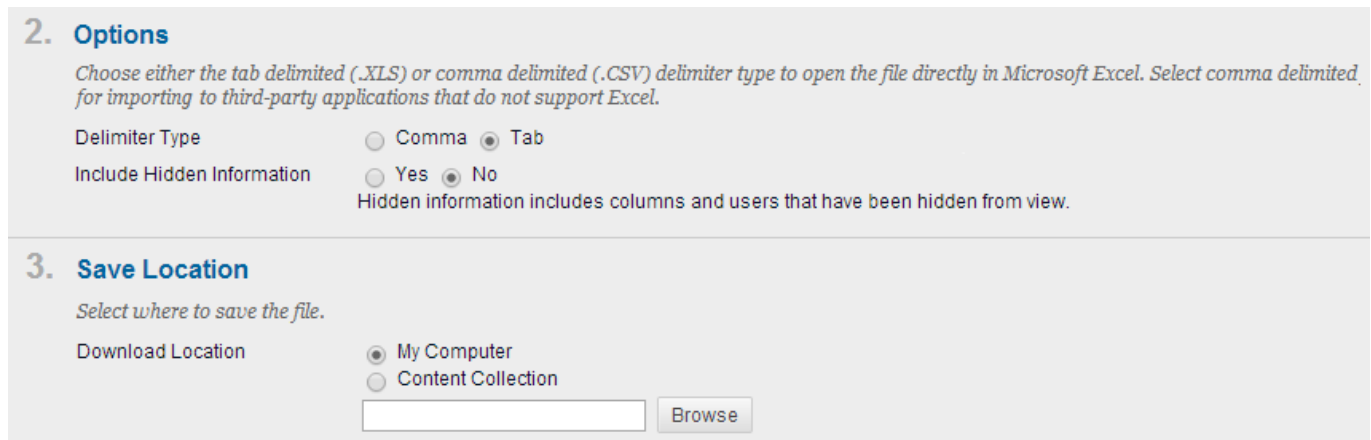 2. Options
Choose either the tab delimited (.XLS) or comma delimited (.CSV) delimiter type to open the file directly in Microsoft Excel. Select comma delimited
for importing to third-party applications that do not support Excel.
Delimiter Type Comma Tab
Include Hidden Information Yes No
Hidden information includes columns and users that have been hidden from view.
3. Save Location
Select where to save the file.
Download Location My Computer
Content Collection
Browse